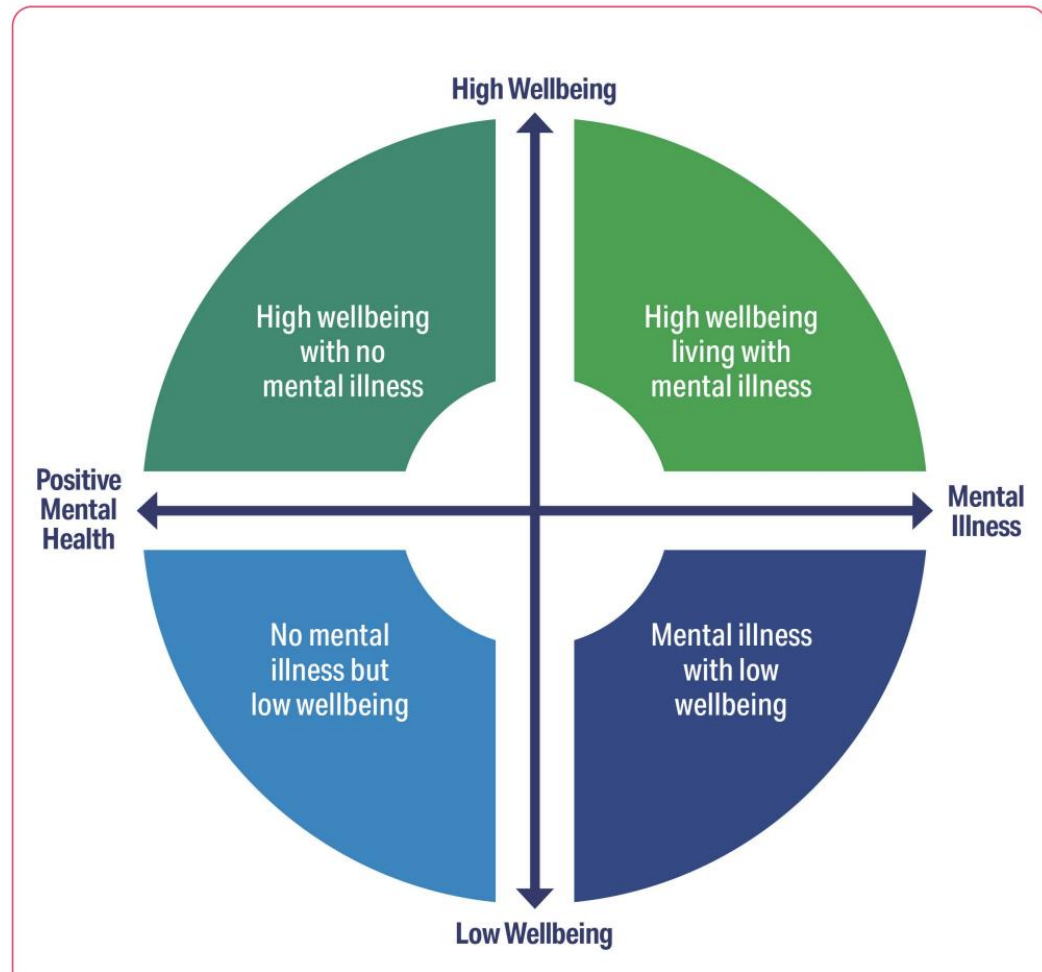 High Wellbeing
High wellbeing
with no
mental illness
High wellbeing
living with
mental illness
Positive
Mental
Health
Mental
Illness
No mental
illness but
low wellbeing
Mental illness
with low
wellbeing
Low Wellbeing